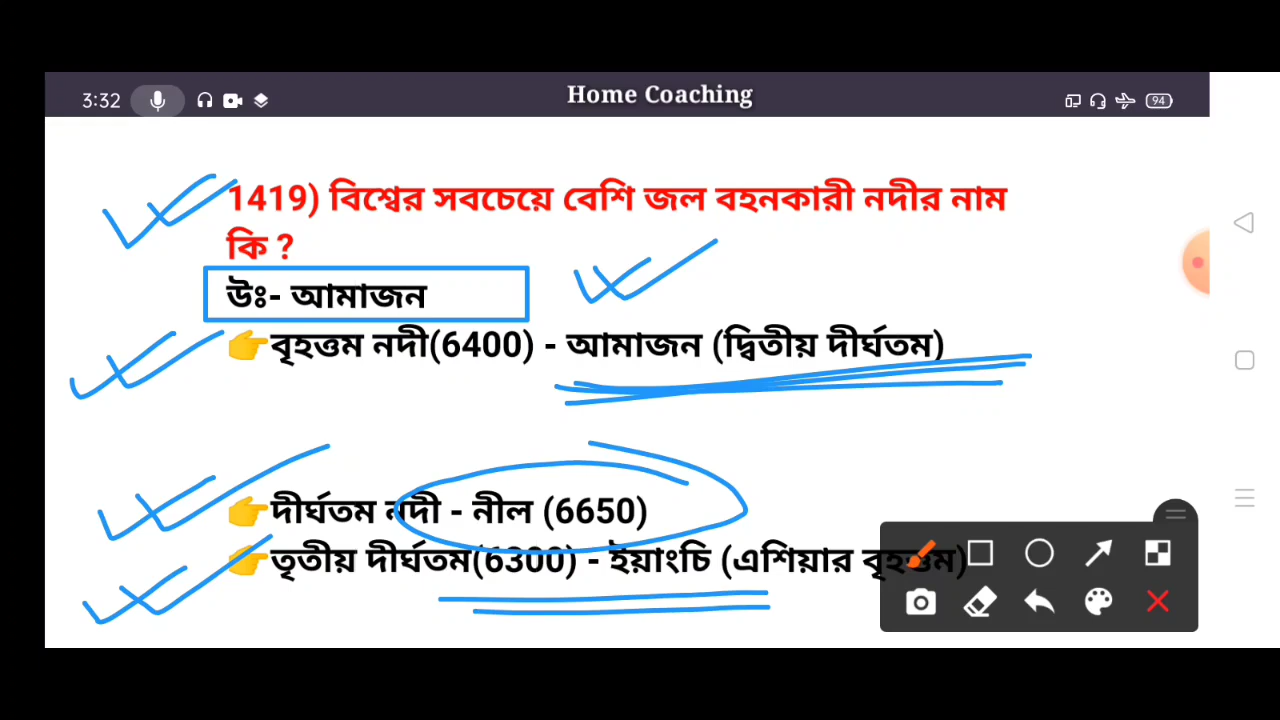 3:32
Home Coaching
94
1419) বিশ্বের সবচেয়ে বেশি জল বহনকারী নদীর নাম
কি ?
উঃ- আমাজন
👉বৃহত্তম নদী(6400) - আমাজন (দ্বিতীয় দীর্ঘতম)
👉দীর্ঘতম নদী - নীল (6650)
👉তৃতীয় দীর্ঘতম(6300) - ইয়াংচি (এশিয়ার বৃহত্তম)